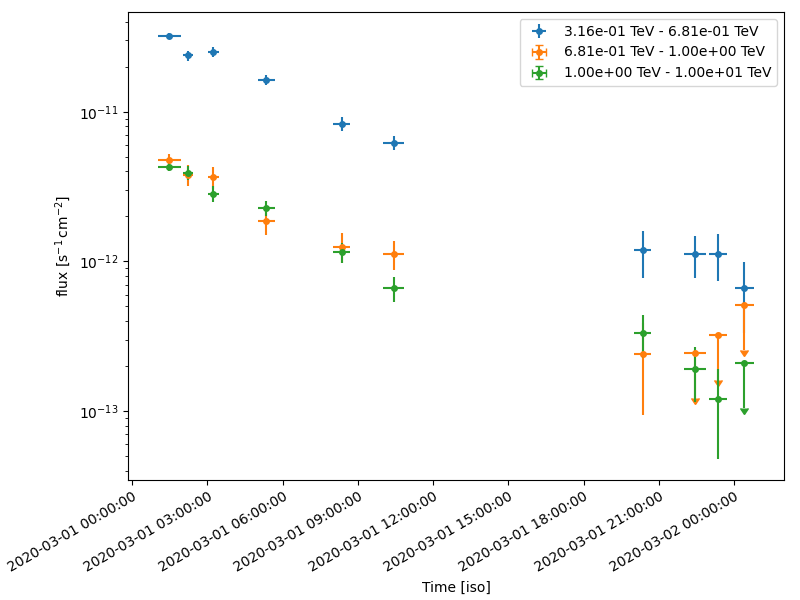 3.16e-01 TeV - 6.81e-01 TeV
6.81e-01 TeV - 1.00e+00 TeV
1.00e+00 TeV - 1.00e+01 TeV
10⁻¹¹
10⁻¹²
10⁻¹³
flux [s⁻¹ cm⁻²]
2020-03-01 00:00:00
2020-03-01 03:00:00
2020-03-01 06:00:00
2020-03-01 09:00:00
2020-03-01 12:00:00
2020-03-01 15:00:00
2020-03-01 18:00:00
2020-03-01 21:00:00
2020-03-02 00:00:00
Time [iso]